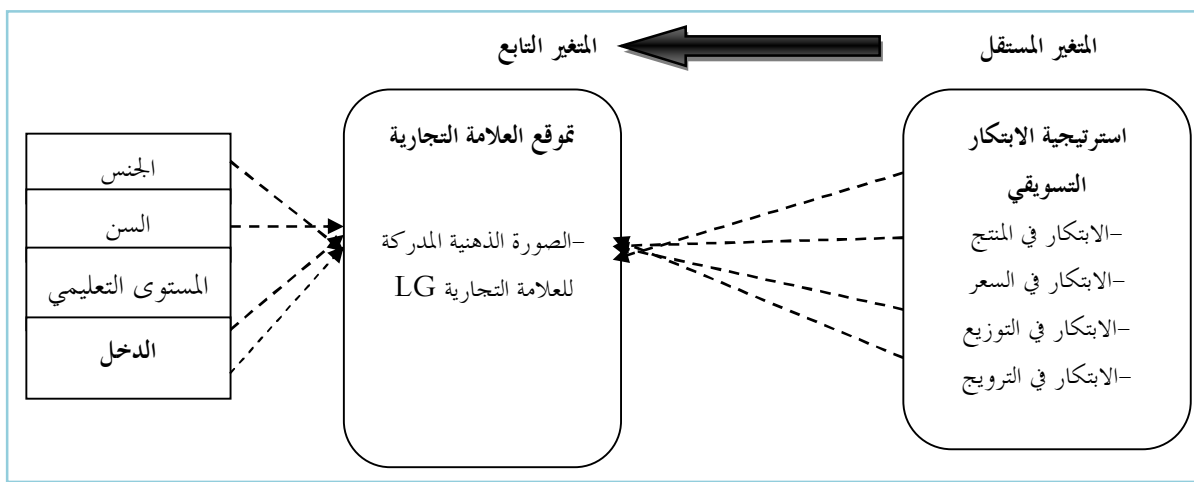 المتغير المستقل
المتغير التابع
استرتيجية الابتكار
التسويقي
-الابتكار في المنتج
-الابتكار في السعر
-الابتكار في التوزيع
-الابتكار في الترويج
تموقع العلامة التجارية
-الصورة الذهنية المدركة
للعلامة التجارية LG
الجنس
السن
المستوى التعليمي
الدخل